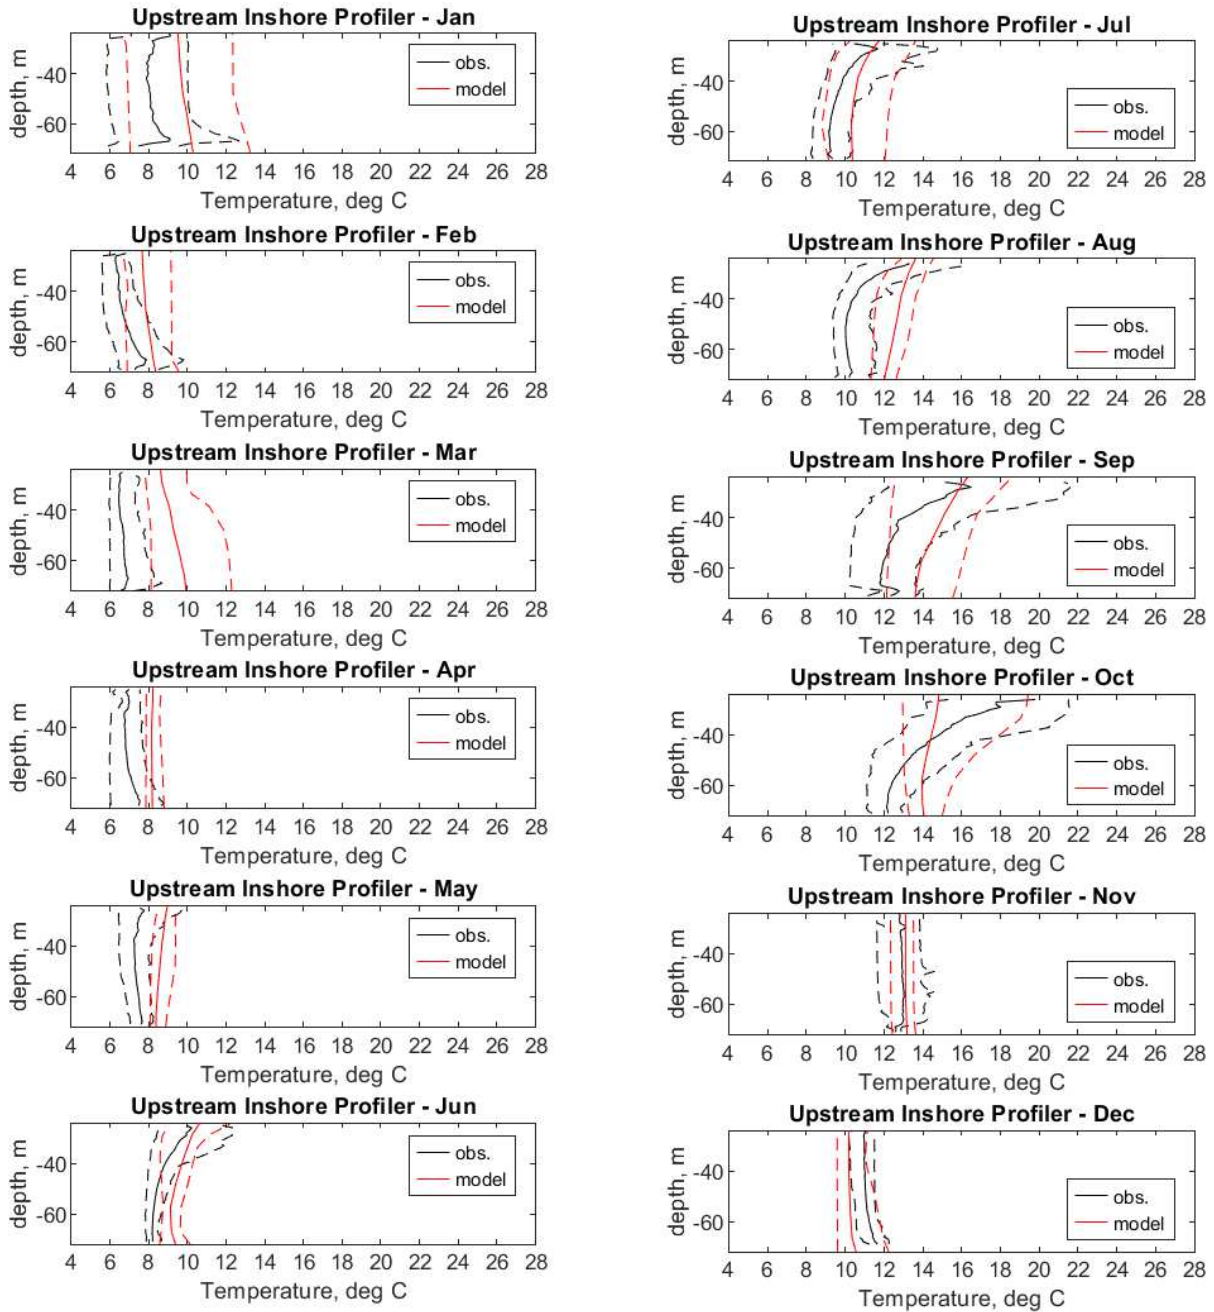 Upstream Inshore Profiler - Jan
depth, m
-40
-60
obs.
model
4 6 8 10 12 14 16 18 20 22 24 26 28
Temperature, deg C
Upstream Inshore Profiler - Feb
depth, m
-40
-60
obs.
model
4 6 8 10 12 14 16 18 20 22 24 26 28
Temperature, deg C
Upstream Inshore Profiler - Mar
depth, m
-40
-60
obs.
model
4 6 8 10 12 14 16 18 20 22 24 26 28
Temperature, deg C
Upstream Inshore Profiler - Apr
depth, m
-40
-60
obs.
model
4 6 8 10 12 14 16 18 20 22 24 26 28
Temperature, deg C
Upstream Inshore Profiler - May
depth, m
-40
-60
obs.
model
4 6 8 10 12 14 16 18 20 22 24 26 28
Temperature, deg C
Upstream Inshore Profiler - Jun
depth, m
-40
-60
obs.
model
4 6 8 10 12 14 16 18 20 22 24 26 28
Temperature, deg C
Upstream Inshore Profiler - Jul
depth, m
-40
-60
obs.
model
4 6 8 10 12 14 16 18 20 22 24 26 28
Temperature, deg C
Upstream Inshore Profiler - Aug
depth, m
-40
-60
obs.
model
4 6 8 10 12 14 16 18 20 22 24 26 28
Temperature, deg C
Upstream Inshore Profiler - Sep
depth, m
-40
-60
obs.
model
4 6 8 10 12 14 16 18 20 22 24 26 28
Temperature, deg C
Upstream Inshore Profiler - Oct
depth, m
-40
-60
obs.
model
4 6 8 10 12 14 16 18 20 22 24 26 28
Temperature, deg C
Upstream Inshore Profiler - Nov
depth, m
-40
-60
obs.
model
4 6 8 10 12 14 16 18 20 22 24 26 28
Temperature, deg C
Upstream Inshore Profiler - Dec
depth, m
-40
-60
obs.
model
4 6 8 10 12 14 16 18 20 22 24 26 28
Temperature, deg C